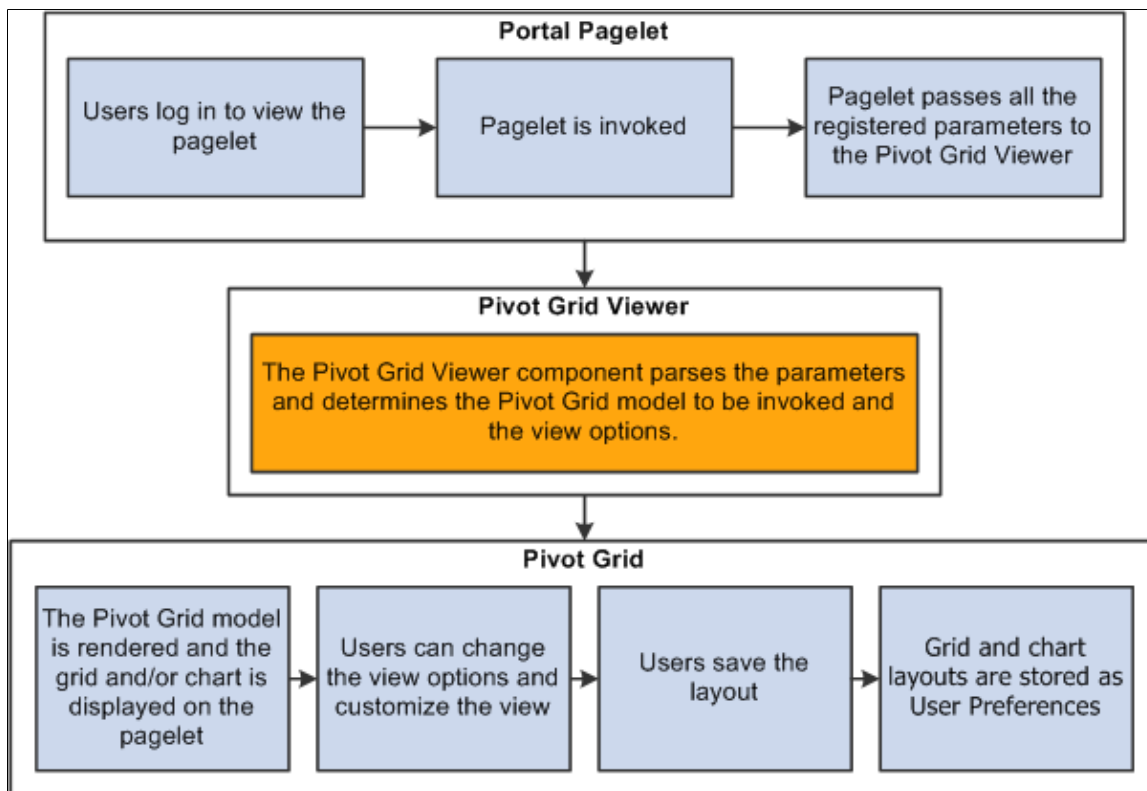 Portal Pagelet
Users log in to view the
pagelet
Pagelet is invoked
Pagelet passes all the
registered parameters to
the Pivot Grid Viewer
Pivot Grid Viewer
The Pivot Grid Viewer component parses the parameters
and determines the Pivot Grid model to be invoked and
the view options.
Pivot Grid
The Pivot Grid model
is rendered and the
grid and/or chart is
displayed on the
pagelet
Users can change
the view options and
customize the view
Users save the
layout
Grid and chart
layouts are stored as
User Preferences